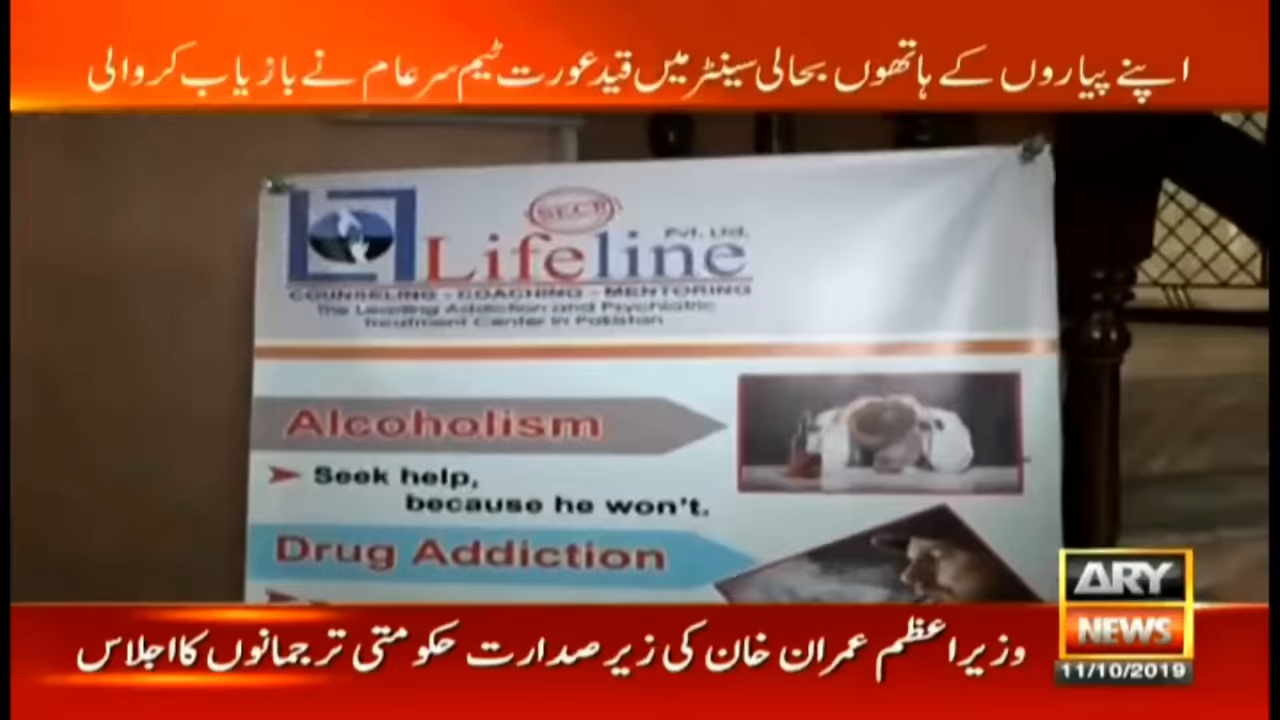 اپنے پیاروں کے ہاتھوں بحالی سینٹر میں قید عورت ٹیم سرعام نے بازیاب کروالی
SECP
Pvt. Ltd.
Lifeline
COUNSELING - COACHING - MENTORING
The Leading Addiction and Psychiatric
Treatment Center in Pakistan
Alcoholism
Seek help,
because he won't.
Drug Addiction
ARY
NEWS
11/10/2019
وزیراعظم عمران خان کی زیر صدارت حکومتی ترجمانوں کا اجلاس